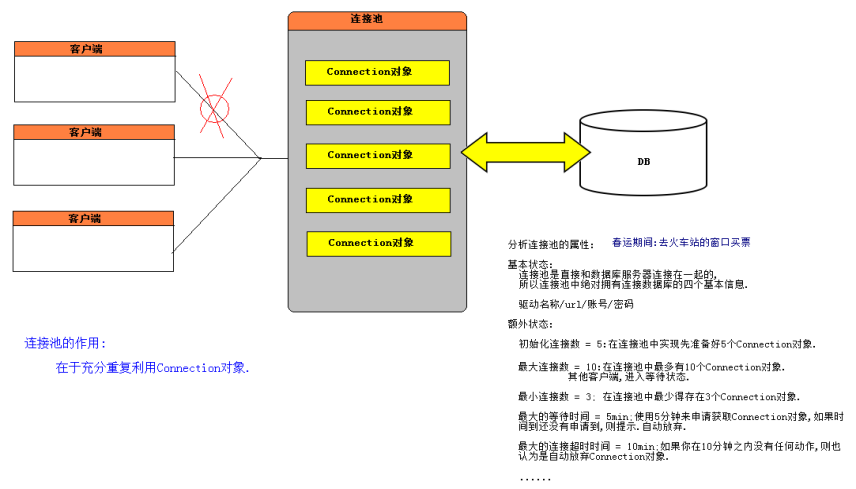 连接池
客户端
Connection对象
Connection对象
客户端
Connection对象
DB
Connection对象
客户端
Connection对象
分析连接池的属性:
春运期间:去火车站的窗口买票
基本状态:
连接池是直接和数据库服务器连接在一起的,
所以连接池中绝对拥有连接数据库的四个基本信息.
驱动名称/url/账号/密码
额外状态:
初始化连接数 = 5:在连接池中实现先准备好5个Connection对象.
最大连接数 = 10:在连接池中最多有10个Connection对象.
其他客户端,进入等待状态.
最小连接数 = 3; 在连接池中最少得存在3个Connection对象.
最大的等待时间 = 5min;使用5分钟来申请获取Connection对象,如果时
间到还没有申请到,则提示.自动放弃.
最大的连接超时时间 = 10min;如果你在10分钟之内没有任何动作,则也
认为是自动放弃Connection对象.
......
连接池的作用:
在于充分重复利用Connection对象.